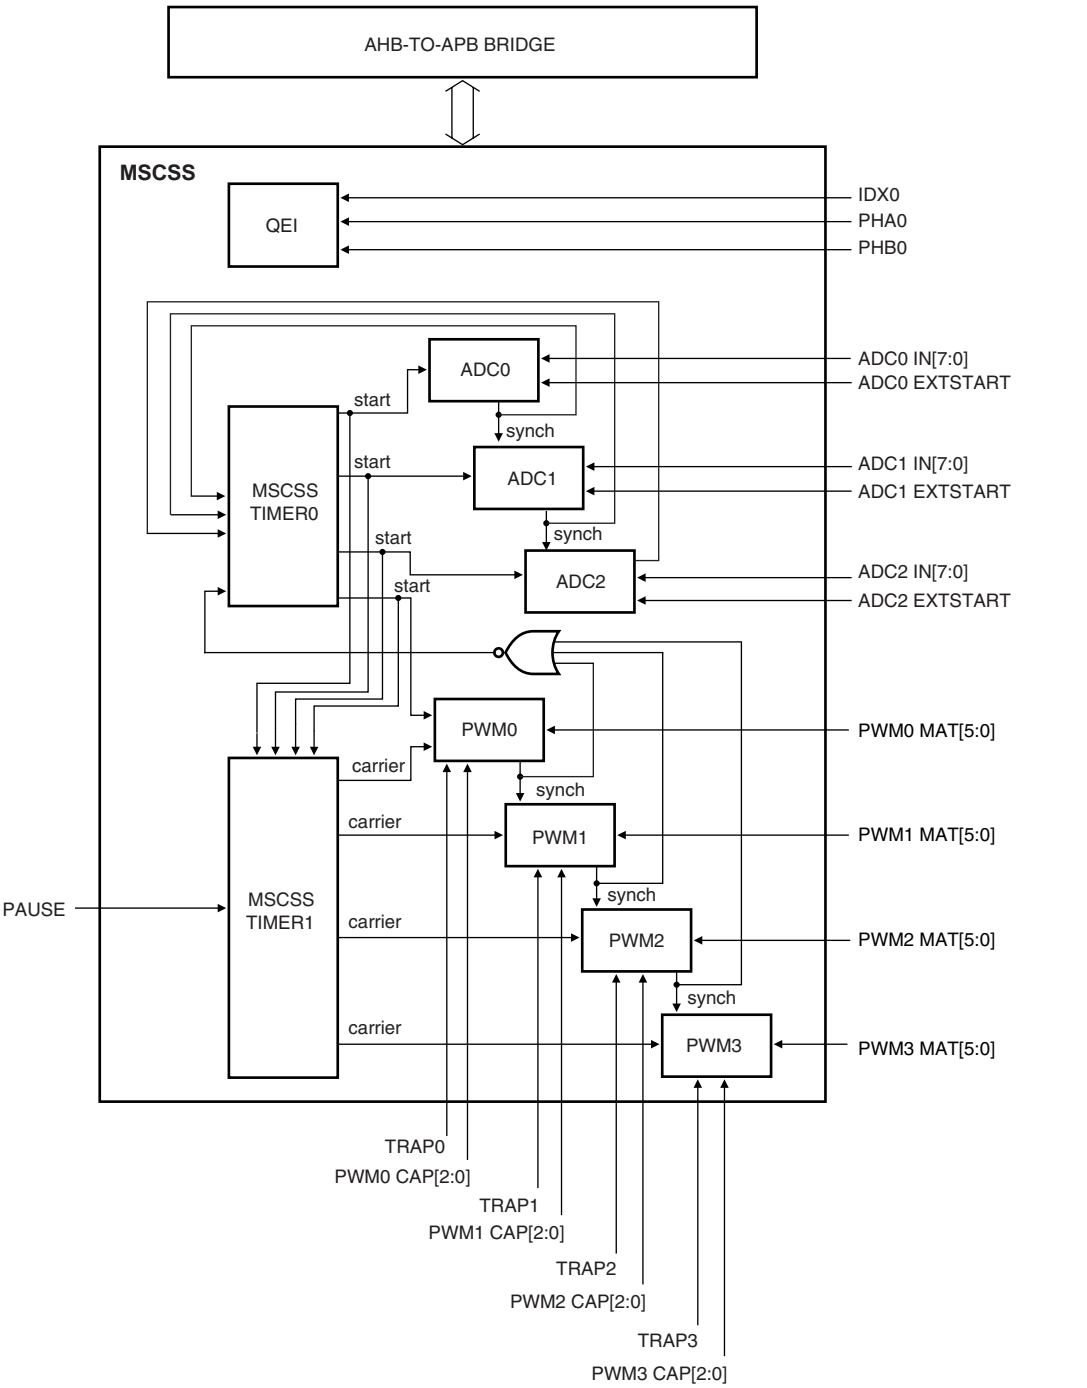 AHB-TO-APB BRIDGE
MSCSS
QEI
IDX0
PHA0
PHB0
ADC0
ADC0 IN[7:0]
ADC0 EXTSTART
start
synch
start
MSCSS
TIMER0
ADC1
ADC1 IN[7:0]
ADC1 EXTSTART
start
synch
ADC2
ADC2 IN[7:0]
ADC2 EXTSTART
start
PWM0
PWM0 MAT[5:0]
carrier
synch
carrier
PWM1
PWM1 MAT[5:0]
PAUSE
MSCSS
TIMER1
synch
carrier
PWM2
PWM2 MAT[5:0]
synch
carrier
PWM3
PWM3 MAT[5:0]
TRAP0
PWM0 CAP[2:0]
TRAP1
PWM1 CAP[2:0]
TRAP2
PWM2 CAP[2:0]
TRAP3
PWM3 CAP[2:0]